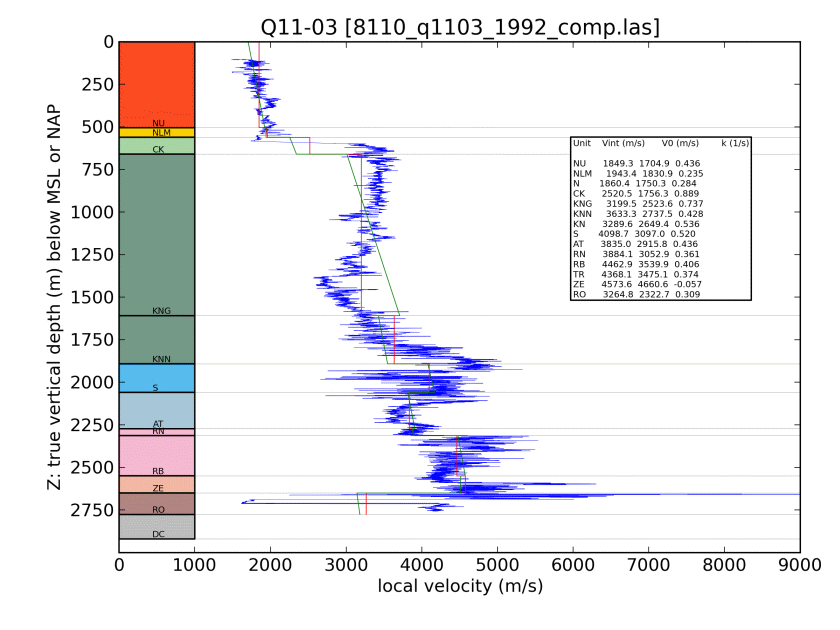 Q11-03 [8110_q1103_1992_comp.las]
Z: true vertical depth (m) below MSL or NAP
0
250
500
750
1000
1250
1500
1750
2000
2250
2500
2750
NU
NLM
CK
KNG
KNN
S
AT
RN
RB
ZE
RO
DC
Unit Vint (m/s) V0 (m/s) k (1/s)
NU 1849.3 1704.9 0.436
NLM 1943.4 1830.9 0.235
N 1860.4 1750.3 0.284
CK 2520.5 1756.3 0.889
KNG 3199.5 2523.6 0.737
KNN 3633.3 2737.5 0.428
KN 3289.6 2649.4 0.536
S 4098.7 3097.0 0.520
AT 3835.0 2915.8 0.436
RN 3884.1 3052.9 0.361
RB 4462.9 3539.9 0.406
TR 4368.1 3475.1 0.374
ZE 4573.6 4660.6 -0.057
RO 3264.8 2322.7 0.309
0 1000 2000 3000 4000 5000 6000 7000 8000 9000
local velocity (m/s)